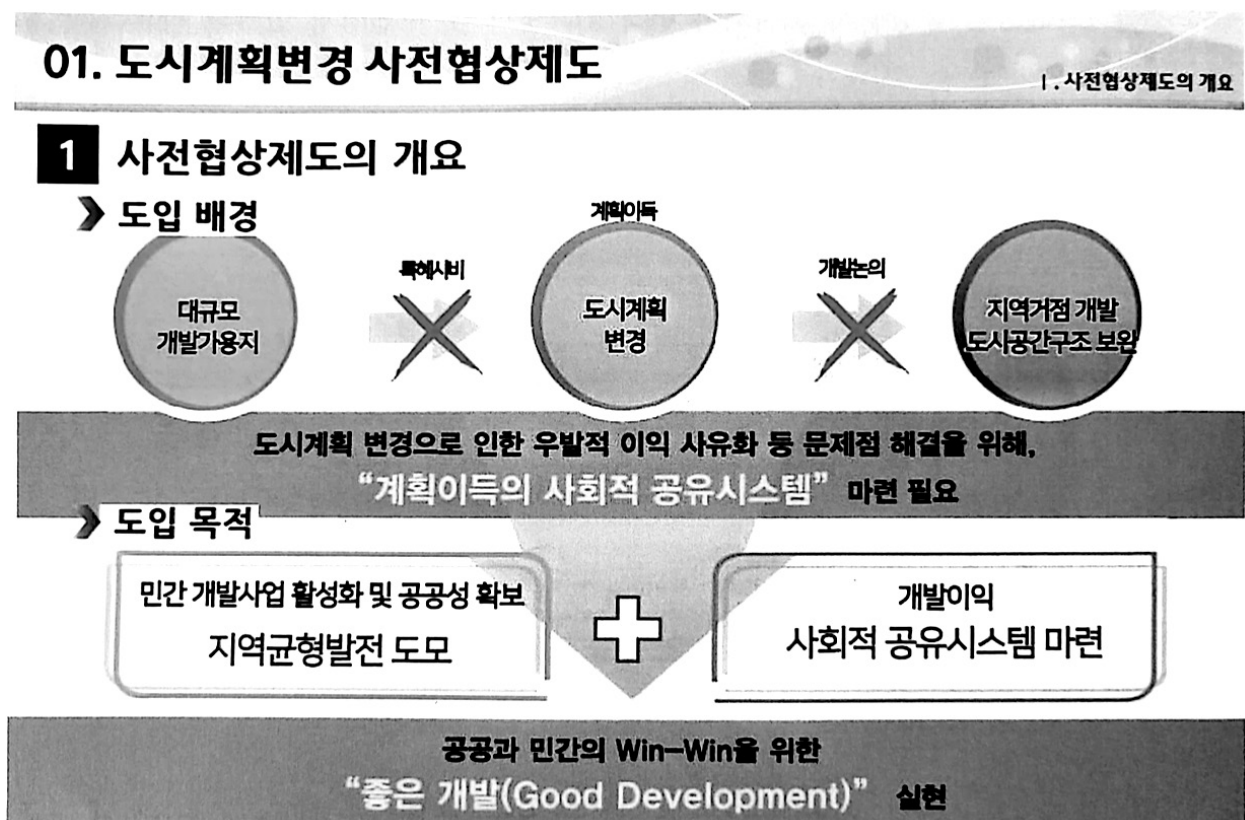 01. 도시계획변경 사전협상제도
Ⅰ. 사전협상제도의 개요
1 사전협상제도의 개요
❯ 도입 배경
계획이득
특혜시비
개발논의
대규모
개발가용지
도시계획
변경
지역거점 개발
도시공간구조 보완
도시계획 변경으로 인한 우발적 이익 사유화 등 문제점 해결을 위해,
“계획이득의 사회적 공유시스템” 마련 필요
❯ 도입 목적
민간 개발사업 활성화 및 공공성 확보
지역균형발전 도모
개발이익
사회적 공유시스템 마련
공공과 민간의 Win-Win을 위한
“좋은 개발(Good Development)” 실현